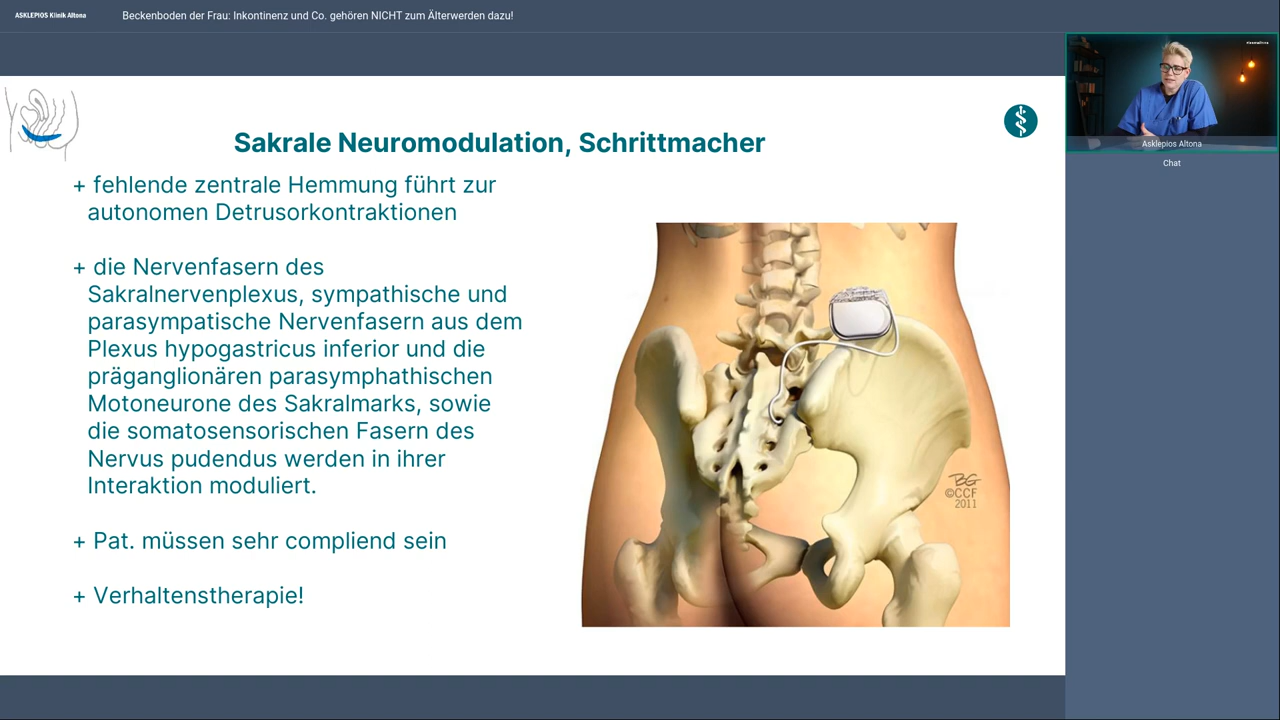 ASKLEPIOS Klinik Altona
Beckenboden der Frau: Inkontinenz und Co. gehören NICHT zum Älterwerden dazu!
Sakrale Neuromodulation, Schrittmacher
+ fehlende zentrale Hemmung führt zur
autonomen Detrusorkontraktionen
+ die Nervenfasern des
Sakralnervenplexus, sympathische und
parasympatische Nervenfasern aus dem
Plexus hypogastricus inferior und die
präganglionären parasymphathischen
Motoneurone des Sakralmarks, sowie
die somatosensorischen Fasern des
Nervus pudendus werden in ihrer
Interaktion moduliert.
+ Pat. müssen sehr compliend sein
+ Verhaltenstherapie!
BG
©CCF
2011
Asklepios Altona
Chat